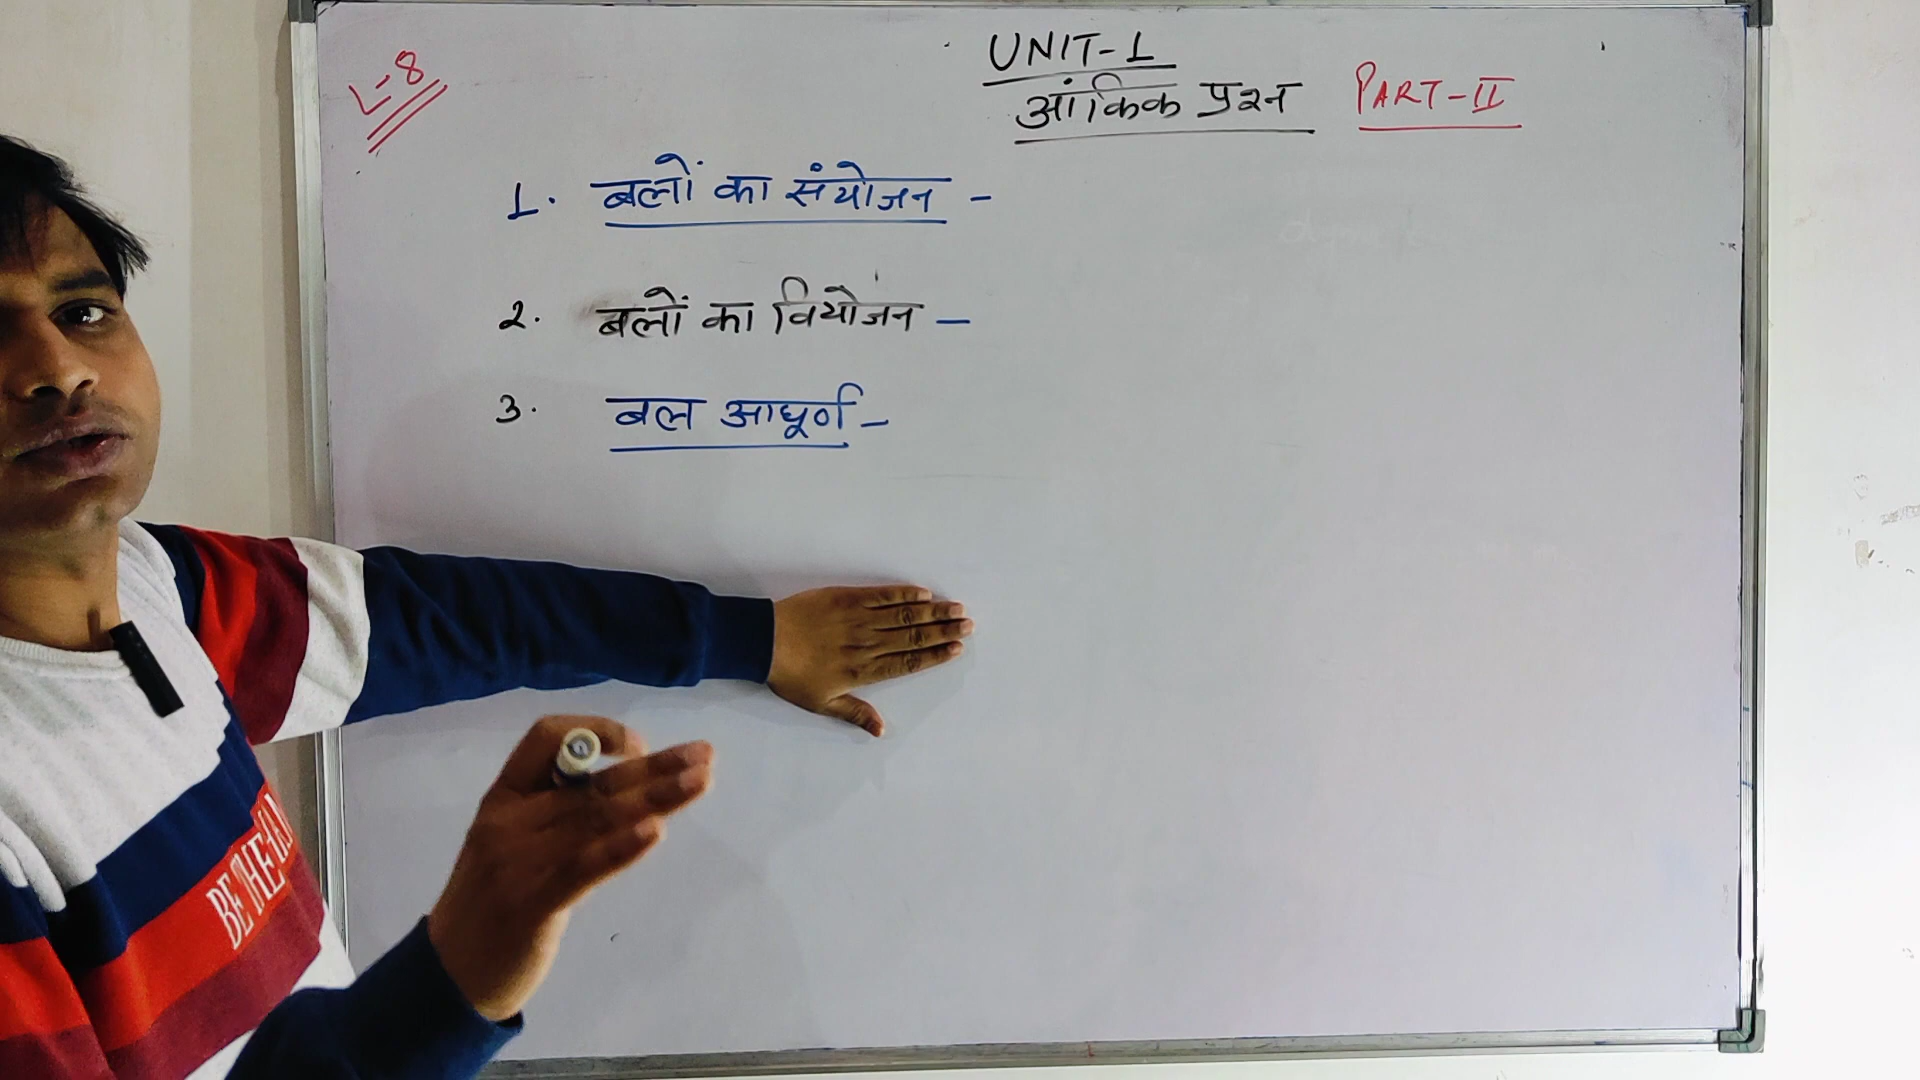 L-8
UNIT-1
आंकिक प्रश्न PART-II
1. बलों का संयोजन -
2. बलों का वियोजन -
3. बल आघूर्ण -
BE THE